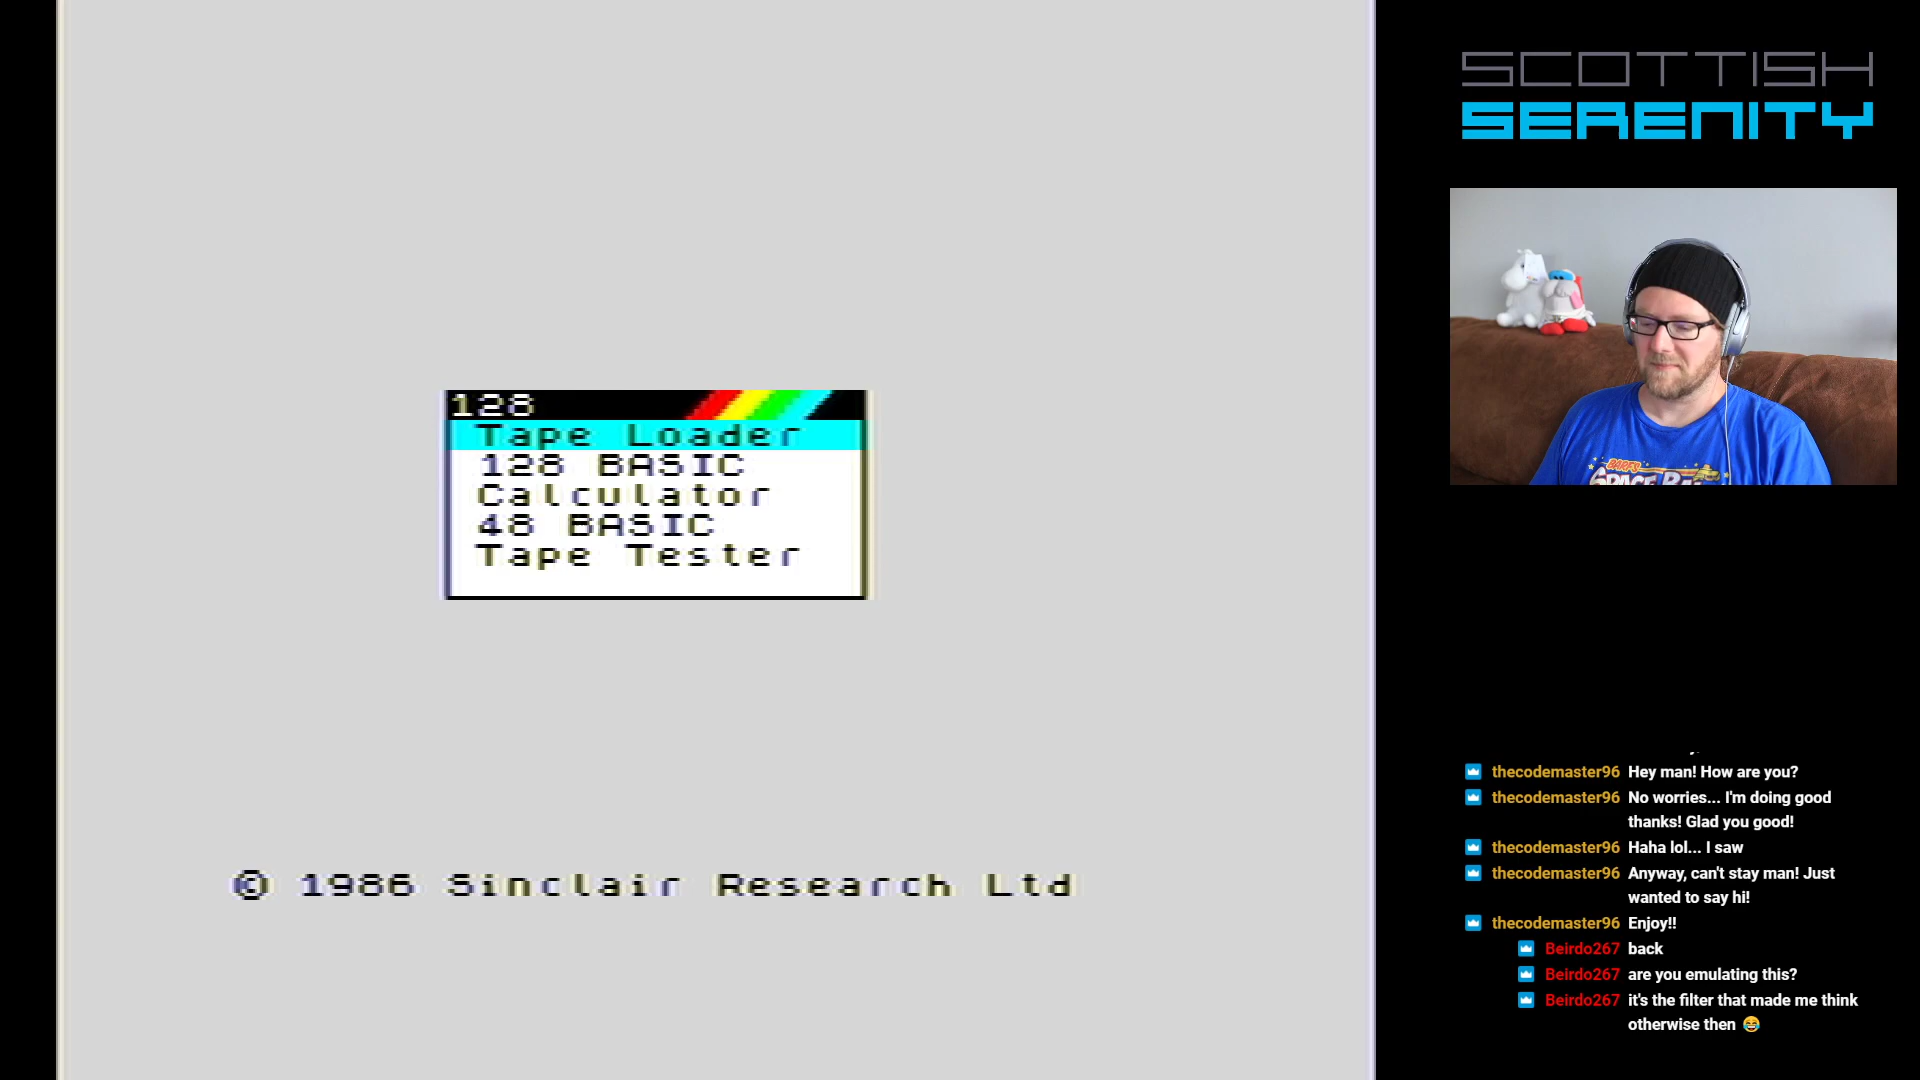 SCOTTISH
SERENITY
128
Tape Loader
128 BASIC
Calculator
48 BASIC
Tape Tester
© 1986 Sinclair Research Ltd
thecodemaster96 Hey man! How are you?
thecodemaster96 No worries... I'm doing good
thanks! Glad you good!
thecodemaster96 Haha lol... I saw
thecodemaster96 Anyway, can't stay man! Just
wanted to say hi!
thecodemaster96 Enjoy!!
Beirdo267 back
Beirdo267 are you emulating this?
Beirdo267 it's the filter that made me think
otherwise then 😂